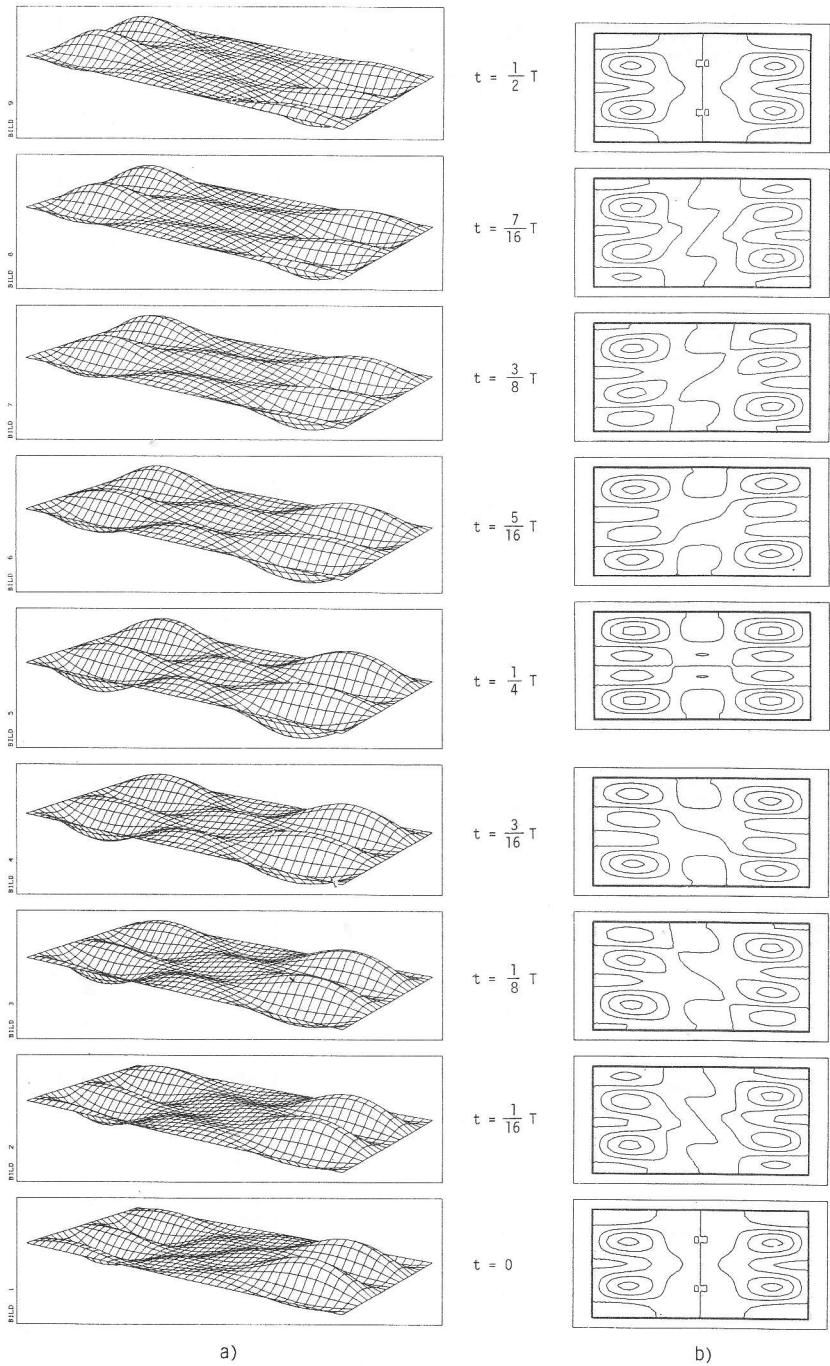 BILD 9
t = 1/2 T
BILD 8
t = 7/16 T
BILD 7
t = 3/8 T
BILD 6
t = 5/16 T
BILD 5
t = 1/4 T
BILD 4
t = 3/16 T
BILD 3
t = 1/8 T
BILD 2
t = 1/16 T
BILD 1
t = 0
a)
b)